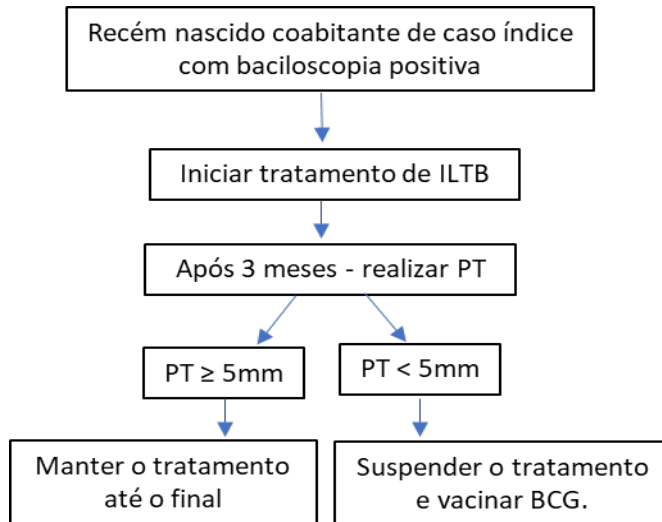 Recém nascido coabitante de caso índice
com baciloscopia positiva
Iniciar tratamento de ILTB
Após 3 meses - realizar PT
PT ≥ 5mm
PT < 5mm
Manter o tratamento
até o final
Suspender o tratamento
e vacinar BCG.